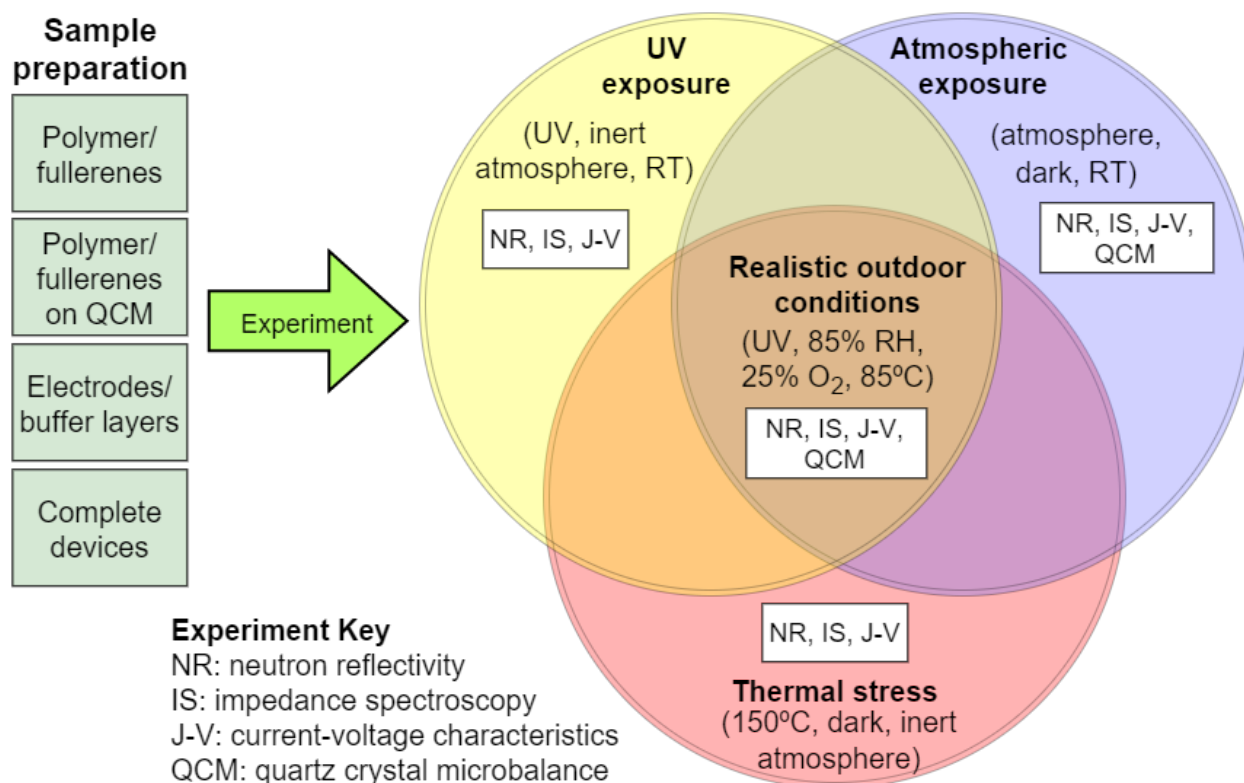 Sample
preparation
Polymer/
fullerenes
Polymer/
fullerenes
on QCM
Electrodes/
buffer layers
Complete
devices
Experiment
UV
exposure
(UV, inert
atmosphere, RT)
NR, IS, J-V
Atmospheric
exposure
(atmosphere,
dark, RT)
NR, IS, J-V,
QCM
Realistic outdoor
conditions
(UV, 85% RH,
25% O₂, 85ºC)
NR, IS, J-V,
QCM
NR, IS, J-V
Thermal stress
(150ºC, dark, inert
atmosphere)
Experiment Key
NR: neutron reflectivity
IS: impedance spectroscopy
J-V: current-voltage characteristics
QCM: quartz crystal microbalance